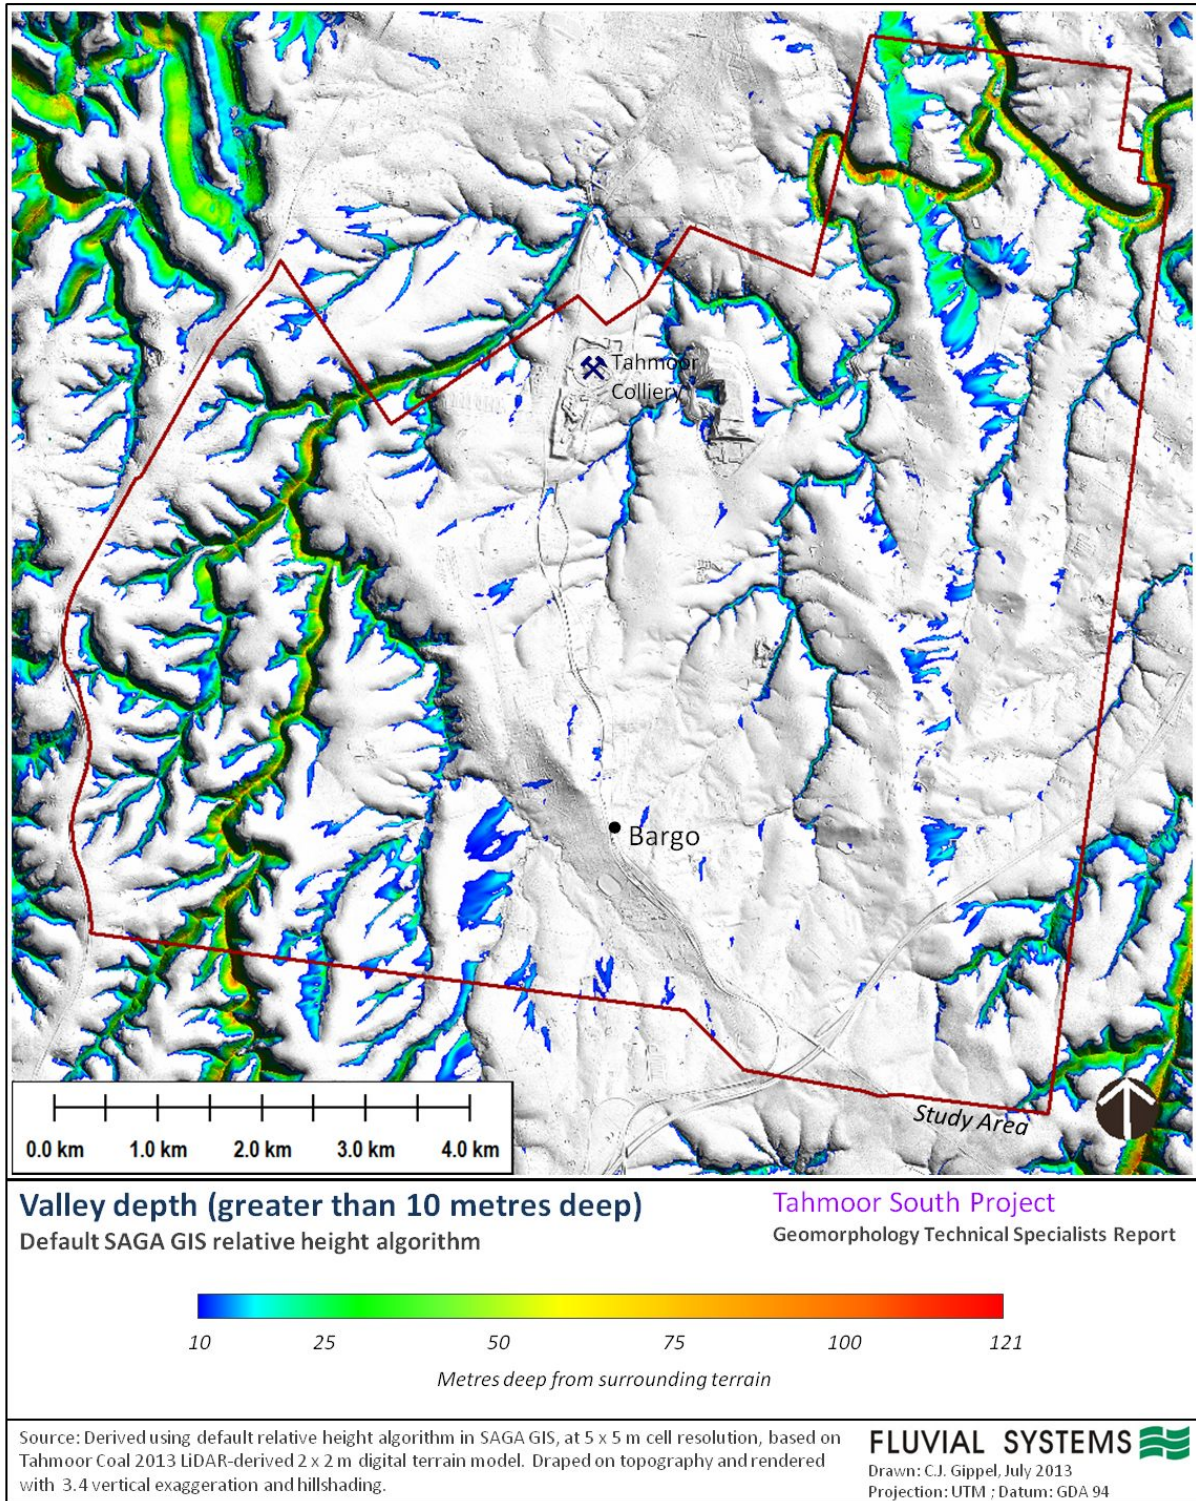 Tahmoor
Colliery
Bargo
Study Area
0.0 km 1.0 km 2.0 km 3.0 km 4.0 km
Valley depth (greater than 10 metres deep)
Default SAGA GIS relative height algorithm
Tahmoor South Project
Geomorphology Technical Specialists Report
10 25 50 75 100 121
Metres deep from surrounding terrain
Source: Derived using default relative height algorithm in SAGA GIS, at 5 x 5 m cell resolution, based on
Tahmoor Coal 2013 LiDAR-derived 2 x 2 m digital terrain model. Draped on topography and rendered
with 3.4 vertical exaggeration and hillshading.
FLUVIAL SYSTEMS
Drawn: C.J. Gippel, July 2013
Projection: UTM ; Datum: GDA 94